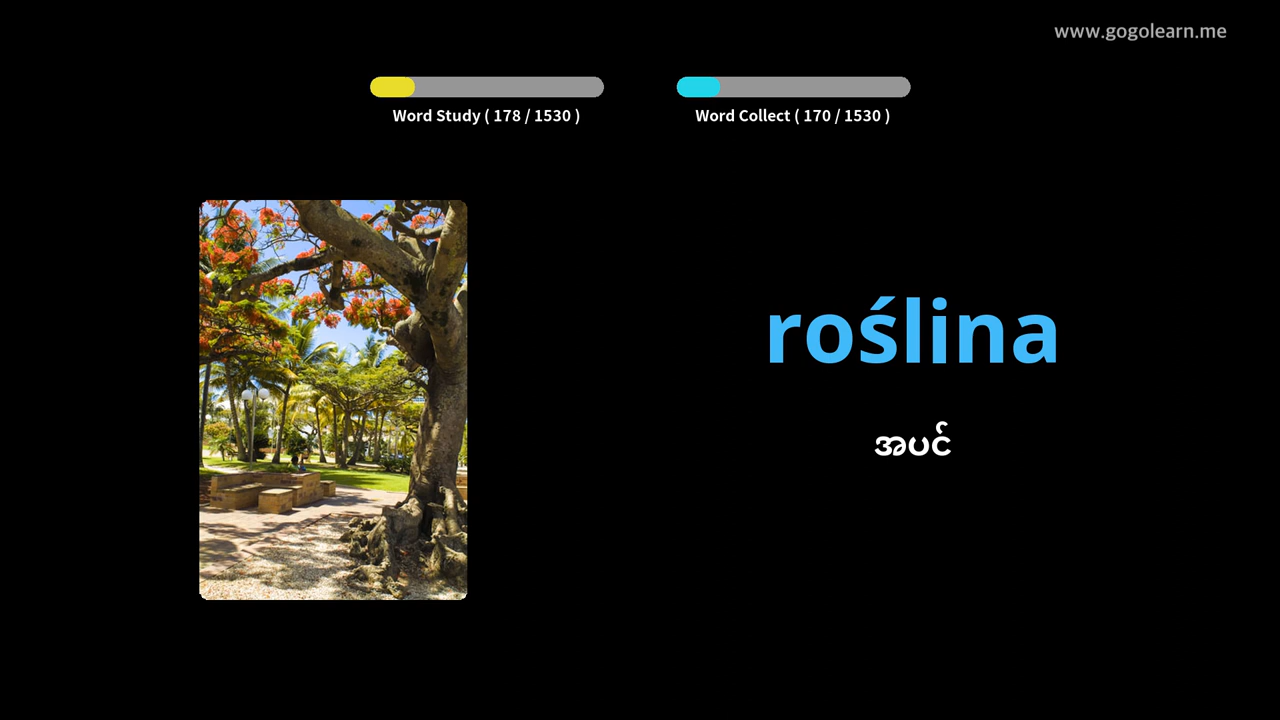 www.gogolearn.me
Word Study ( 178 / 1530 )
Word Collect ( 170 / 1530 )
roślina
အပင်